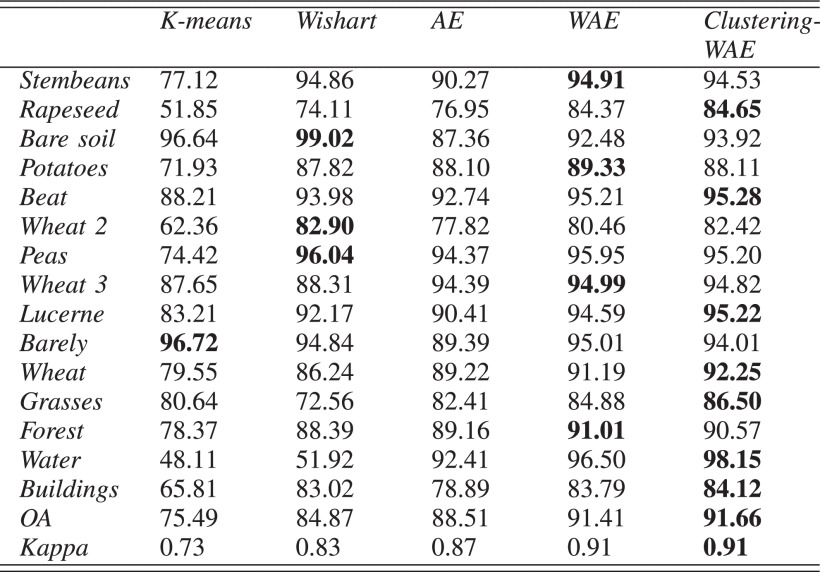 K-means Wishart AE WAE Clustering-
WAE
Stembeans 77.12 94.86 90.27 94.91 94.53
Rapeseed 51.85 74.11 76.95 84.37 84.65
Bare soil 96.64 99.02 87.36 92.48 93.92
Potatoes 71.93 87.82 88.10 89.33 88.11
Beat 88.21 93.98 92.74 95.21 95.28
Wheat 2 62.36 82.90 77.82 80.46 82.42
Peas 74.42 96.04 94.37 95.95 95.20
Wheat 3 87.65 88.31 94.39 94.99 94.82
Lucerne 83.21 92.17 90.41 94.59 95.22
Barely 96.72 94.84 89.39 95.01 94.01
Wheat 79.55 86.24 89.22 91.19 92.25
Grasses 80.64 72.56 82.41 84.88 86.50
Forest 78.37 88.39 89.16 91.01 90.57
Water 48.11 51.92 92.41 96.50 98.15
Buildings 65.81 83.02 78.89 83.79 84.12
OA 75.49 84.87 88.51 91.41 91.66
Kappa 0.73 0.83 0.87 0.91 0.91